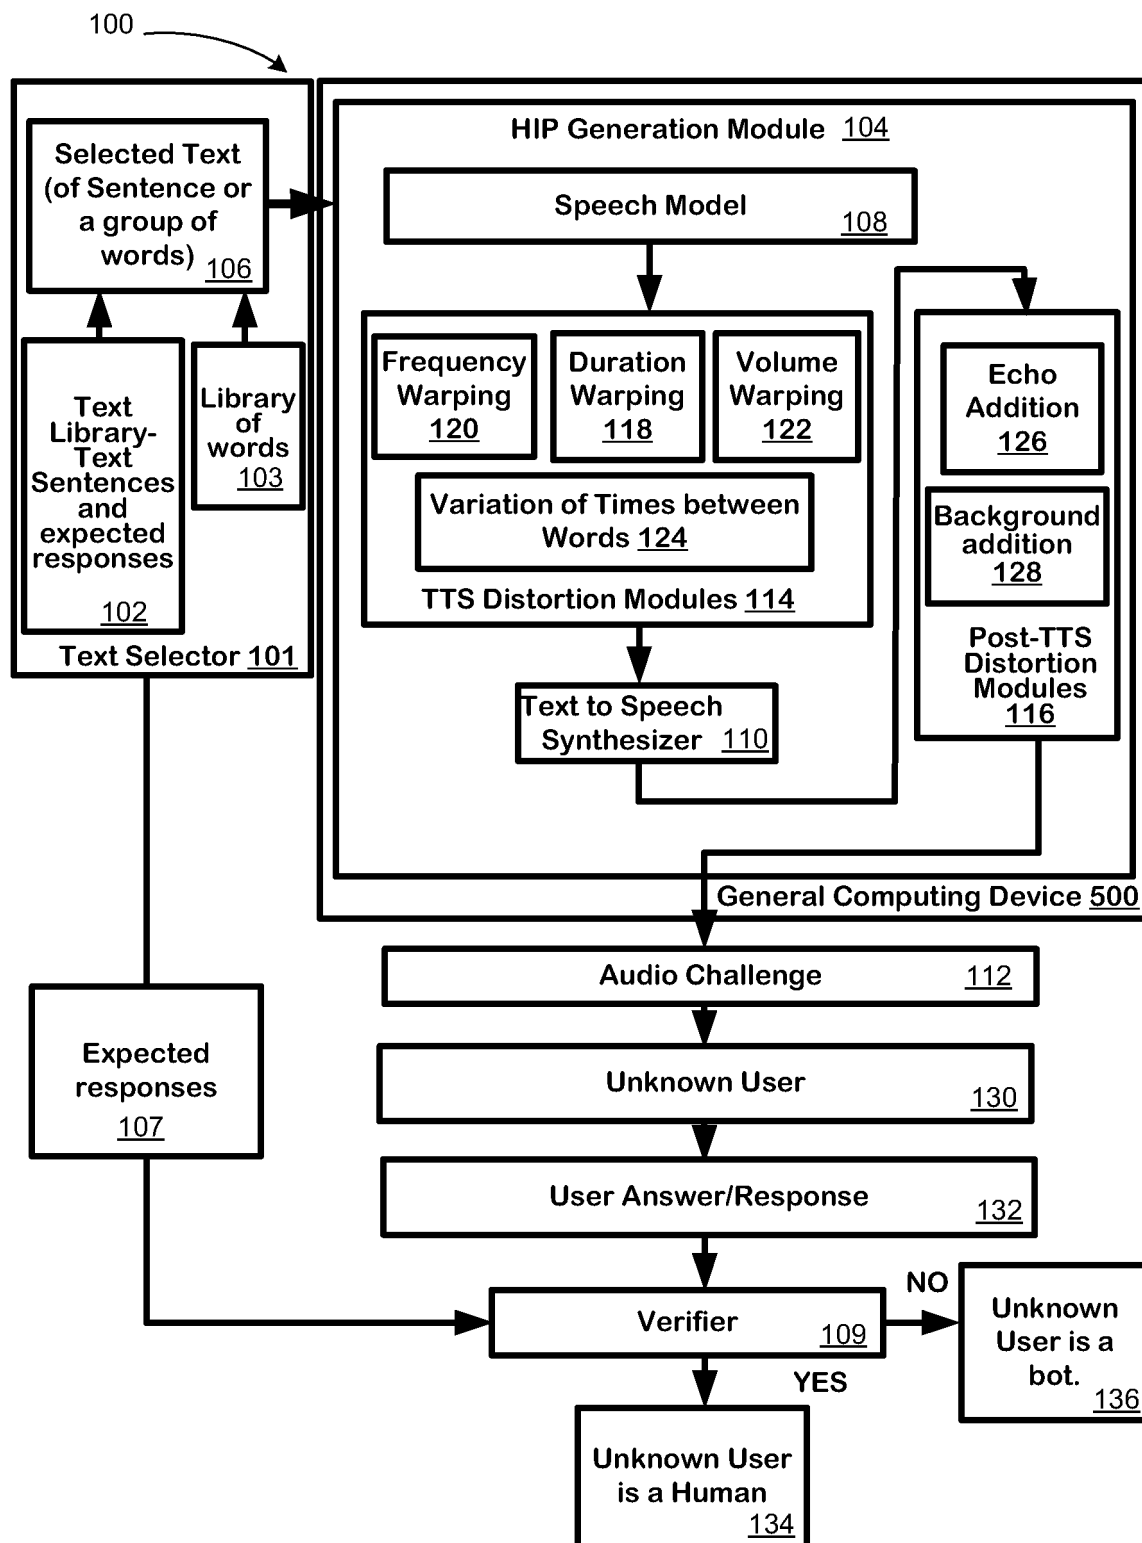 100
Selected Text
(of Sentence or
a group of
words) 106
Text
Library-
Text
Sentences
and
expected
responses
102
Library
of
words
103
Text Selector 101
HIP Generation Module 104
Speech Model 108
Frequency
Warping
120
Duration
Warping
118
Volume
Warping
122
Variation of Times between
Words 124
TTS Distortion Modules 114
Text to Speech
Synthesizer 110
Echo
Addition
126
Background
addition
128
Post-TTS
Distortion
Modules
116
General Computing Device 500
Audio Challenge 112
Unknown User 130
Expected
responses
107
User Answer/Response 132
Verifier 109
NO
YES
Unknown
User is a
bot.
136
Unknown User
is a Human
134